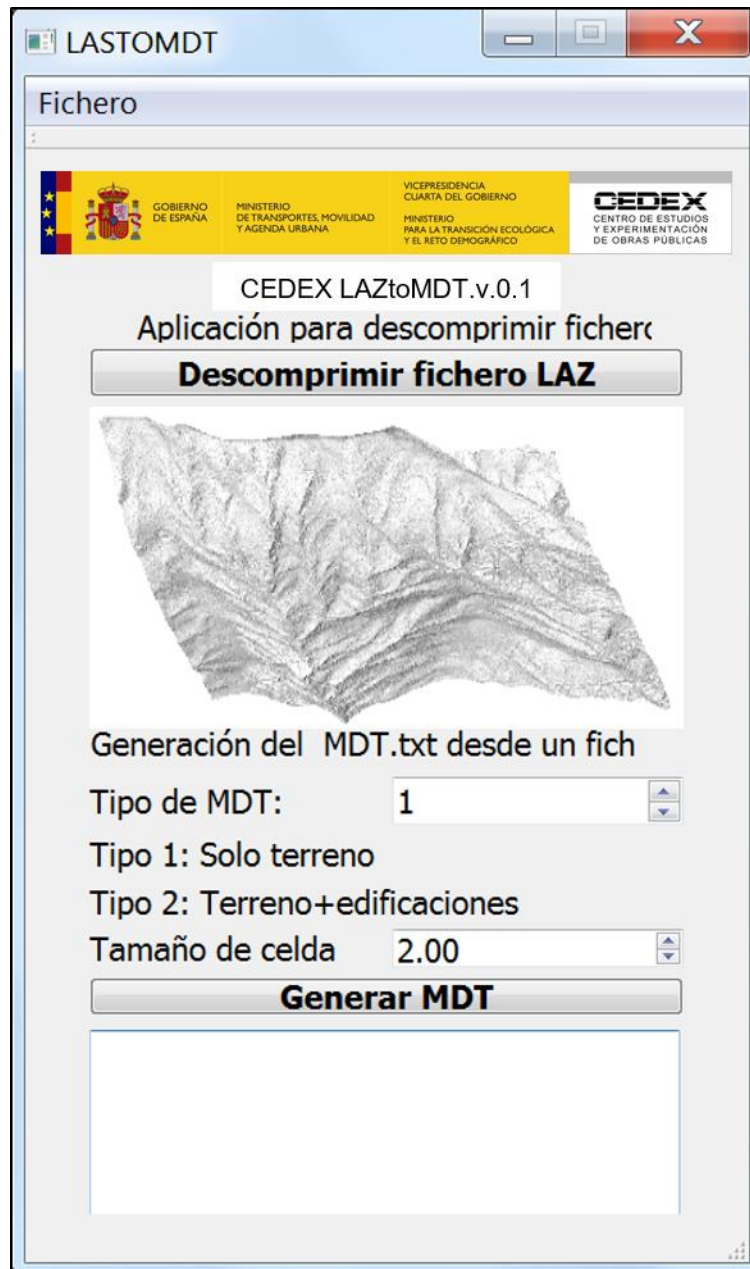 LASTOMDT
Fichero
GOBIERNO
DE ESPAÑA
MINISTERIO
DE TRANSPORTES, MOVILIDAD
Y AGENDA URBANA
VICEPRESIDENCIA
CUARTA DEL GOBIERNO
MINISTERIO
PARA LA TRANSICIÓN ECOLÓGICA
Y EL RETO DEMOGRÁFICO
CEDEX
CENTRO DE ESTUDIOS
Y EXPERIMENTACIÓN
DE OBRAS PÚBLICAS
CEDEX LAZtoMDT.v.0.1
Aplicación para descomprimir fichero
Descomprimir fichero LAZ
Generación del  MDT.txt desde un fich
Tipo de MDT: 1
Tipo 1: Solo terreno
Tipo 2: Terreno+edificaciones
Tamaño de celda 2.00
Generar MDT